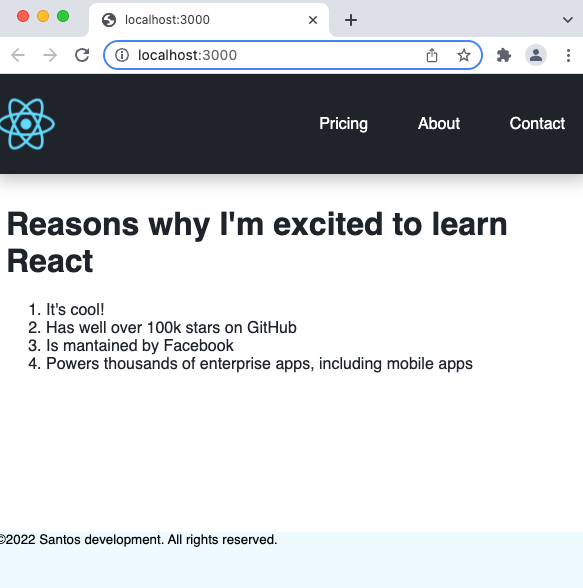 localhost:3000
localhost:3000
Pricing About Contact
Reasons why I'm excited to learn
React
1. It's cool!
2. Has well over 100k stars on GitHub
3. Is mantained by Facebook
4. Powers thousands of enterprise apps, including mobile apps
©2022 Santos development. All rights reserved.